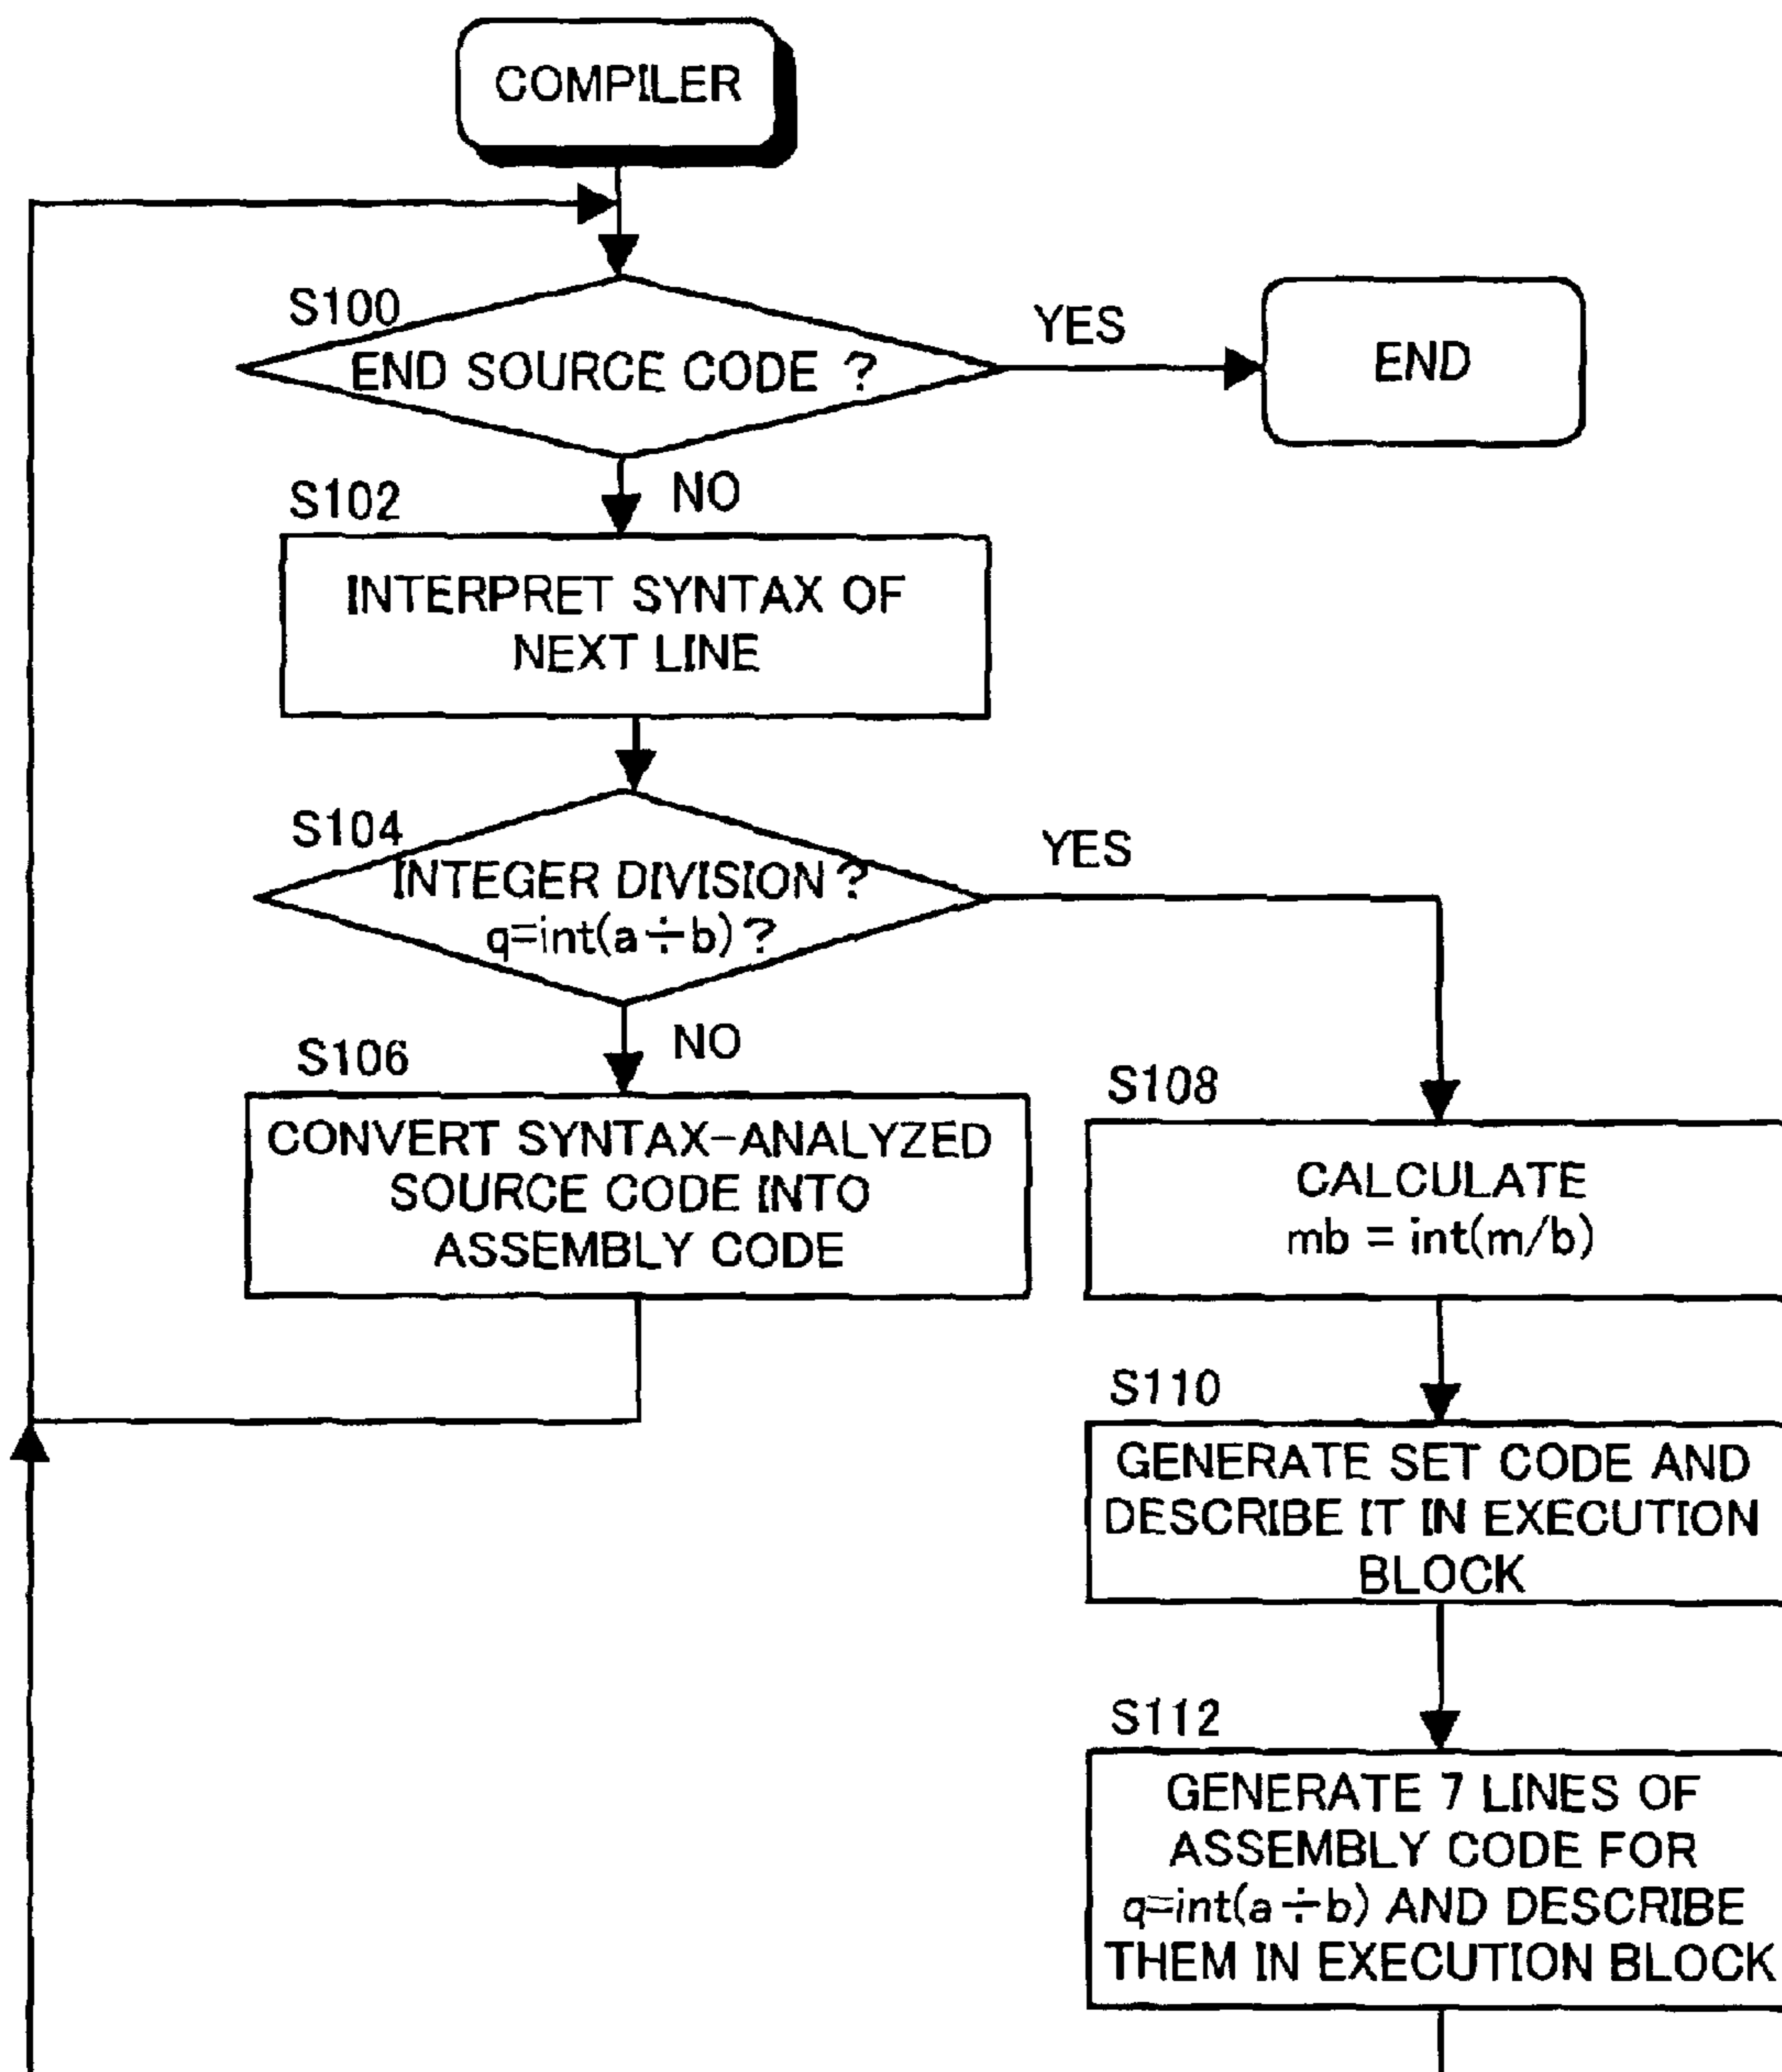 COMPILER
S100
END SOURCE CODE ?
YES
END
NO
S102
INTERPRET SYNTAX OF
NEXT LINE
S104
INTEGER DIVISION ?
q=int(a÷b) ?
YES
NO
S106
CONVERT SYNTAX-ANALYZED
SOURCE CODE INTO
ASSEMBLY CODE
S108
CALCULATE
mb = int(m/b)
S110
GENERATE SET CODE AND
DESCRIBE IT IN EXECUTION
BLOCK
S112
GENERATE 7 LINES OF
ASSEMBLY CODE FOR
q=int(a÷b) AND DESCRIBE
THEM IN EXECUTION BLOCK